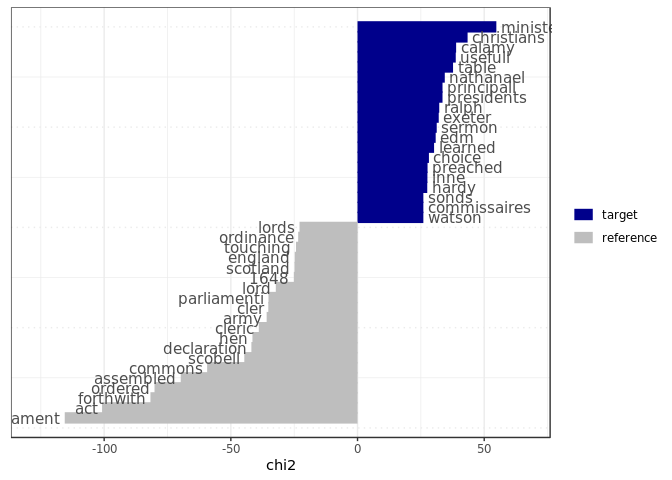 ministe
christians
calamy
usefull
table
nathanael
principall
presidents
ralph
exeter
sermon
edm
learned
choice
preached
inne
hardy
sonds
commissaires
watson
lords
ordinance
touching
england
scotland
1648
lord
parliamenti
cler
army
cleric
hen
declaration
scobell
commons
assembled
ordered
forthwith
act
ament
-100 -50 0 50
chi2
target
reference